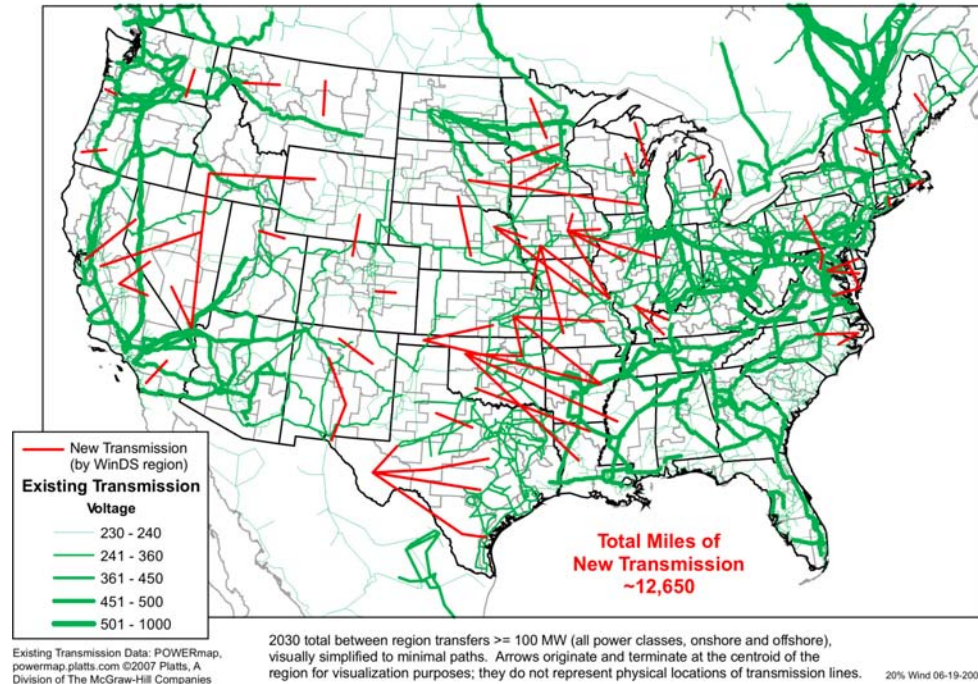 New Transmission
(by WinDS region)
Existing Transmission
Voltage
230 - 240
241 - 360
361 - 450
451 - 500
501 - 1000
Total Miles of
New Transmission
~12,650
Existing Transmission Data: POWERmap,
powermap.platts.com ©2007 Platts, A
Division of The McGraw-Hill Companies
2030 total between region transfers >= 100 MW (all power classes, onshore and offshore),
visually simplified to minimal paths. Arrows originate and terminate at the centroid of the
region for visualization purposes; they do not represent physical locations of transmission lines.
20% Wind